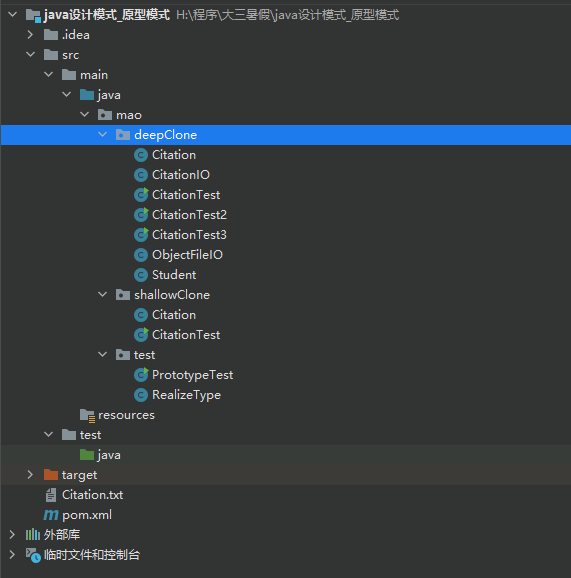 java设计模式_原型模式 H:\程序\大三暑假\java设计模式_原型模式
.idea
src
main
java
mao
deepClone
Citation
CitationIO
CitationTest
CitationTest2
CitationTest3
ObjectFileIO
Student
shallowClone
Citation
CitationTest
test
PrototypeTest
RealizeType
resources
test
java
target
Citation.txt
pom.xml
外部库
临时文件和控制台